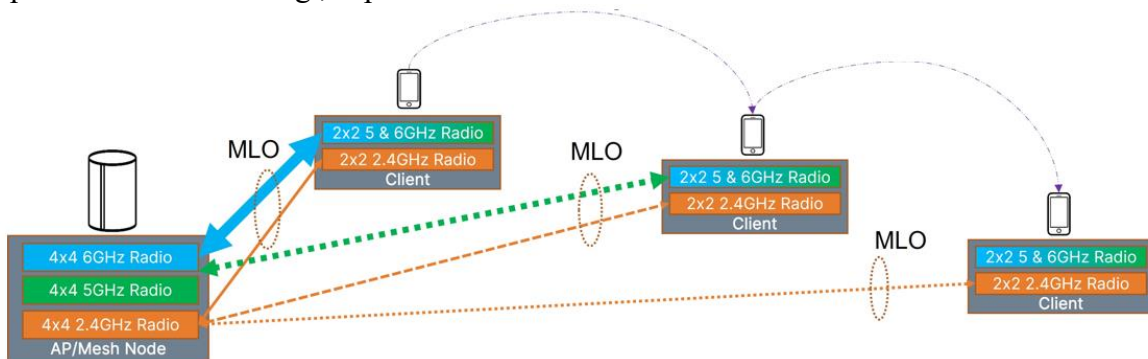 MLO
2x2 5 & 6GHz Radio
2x2 2.4GHz Radio
Client
MLO
2x2 5 & 6GHz Radio
2x2 2.4GHz Radio
Client
MLO
2x2 5 & 6GHz Radio
2x2 2.4GHz Radio
Client
4x4 6GHz Radio
4x4 5GHz Radio
4x4 2.4GHz Radio
AP/Mesh Node